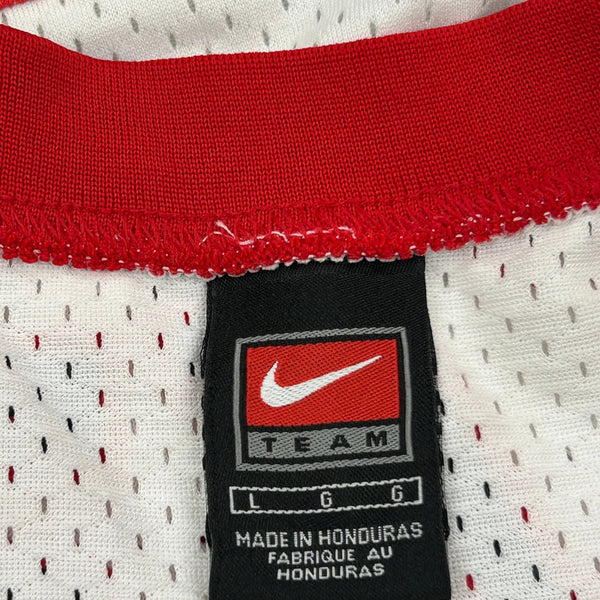 TEAM
L G G
MADE IN HONDURAS
FABRIQUE AU
HONDURAS